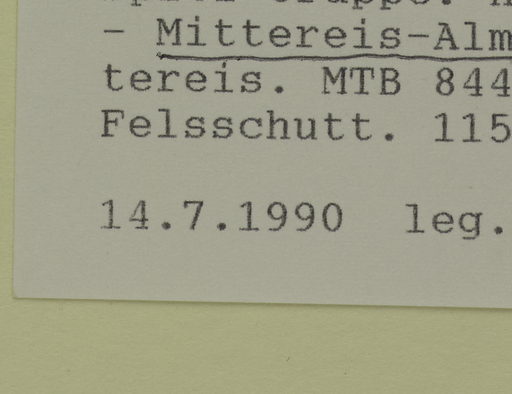 - Mittereis-Alm
tereis. MTB 844
Felsschutt. 115
14.7.1990 leg.